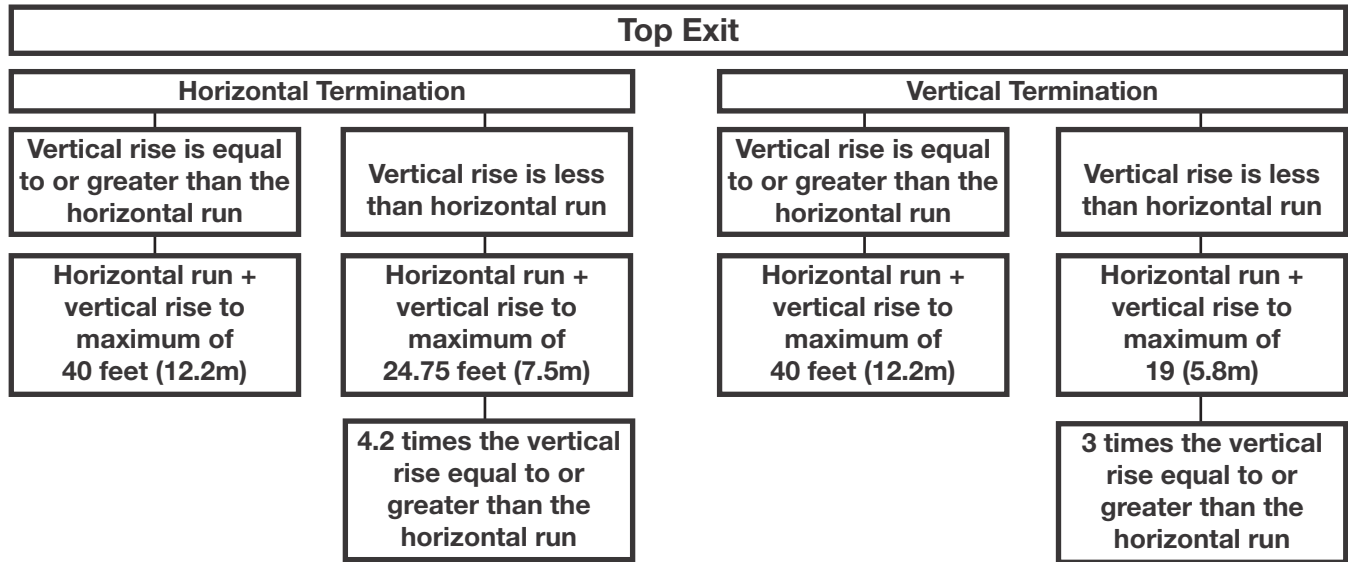 Top Exit
Horizontal Termination
Vertical rise is equal
to or greater than the
horizontal run
Horizontal run +
vertical rise to
maximum of
40 feet (12.2m)
Vertical rise is less
than horizontal run
Horizontal run +
vertical rise to
maximum of
24.75 feet (7.5m)
4.2 times the vertical
rise equal to or
greater than the
horizontal run
Vertical Termination
Vertical rise is equal
to or greater than the
horizontal run
Horizontal run +
vertical rise to
maximum of
40 feet (12.2m)
Vertical rise is less
than horizontal run
Horizontal run +
vertical rise to
maximum of
19 (5.8m)
3 times the vertical
rise equal to or
greater than the
horizontal run